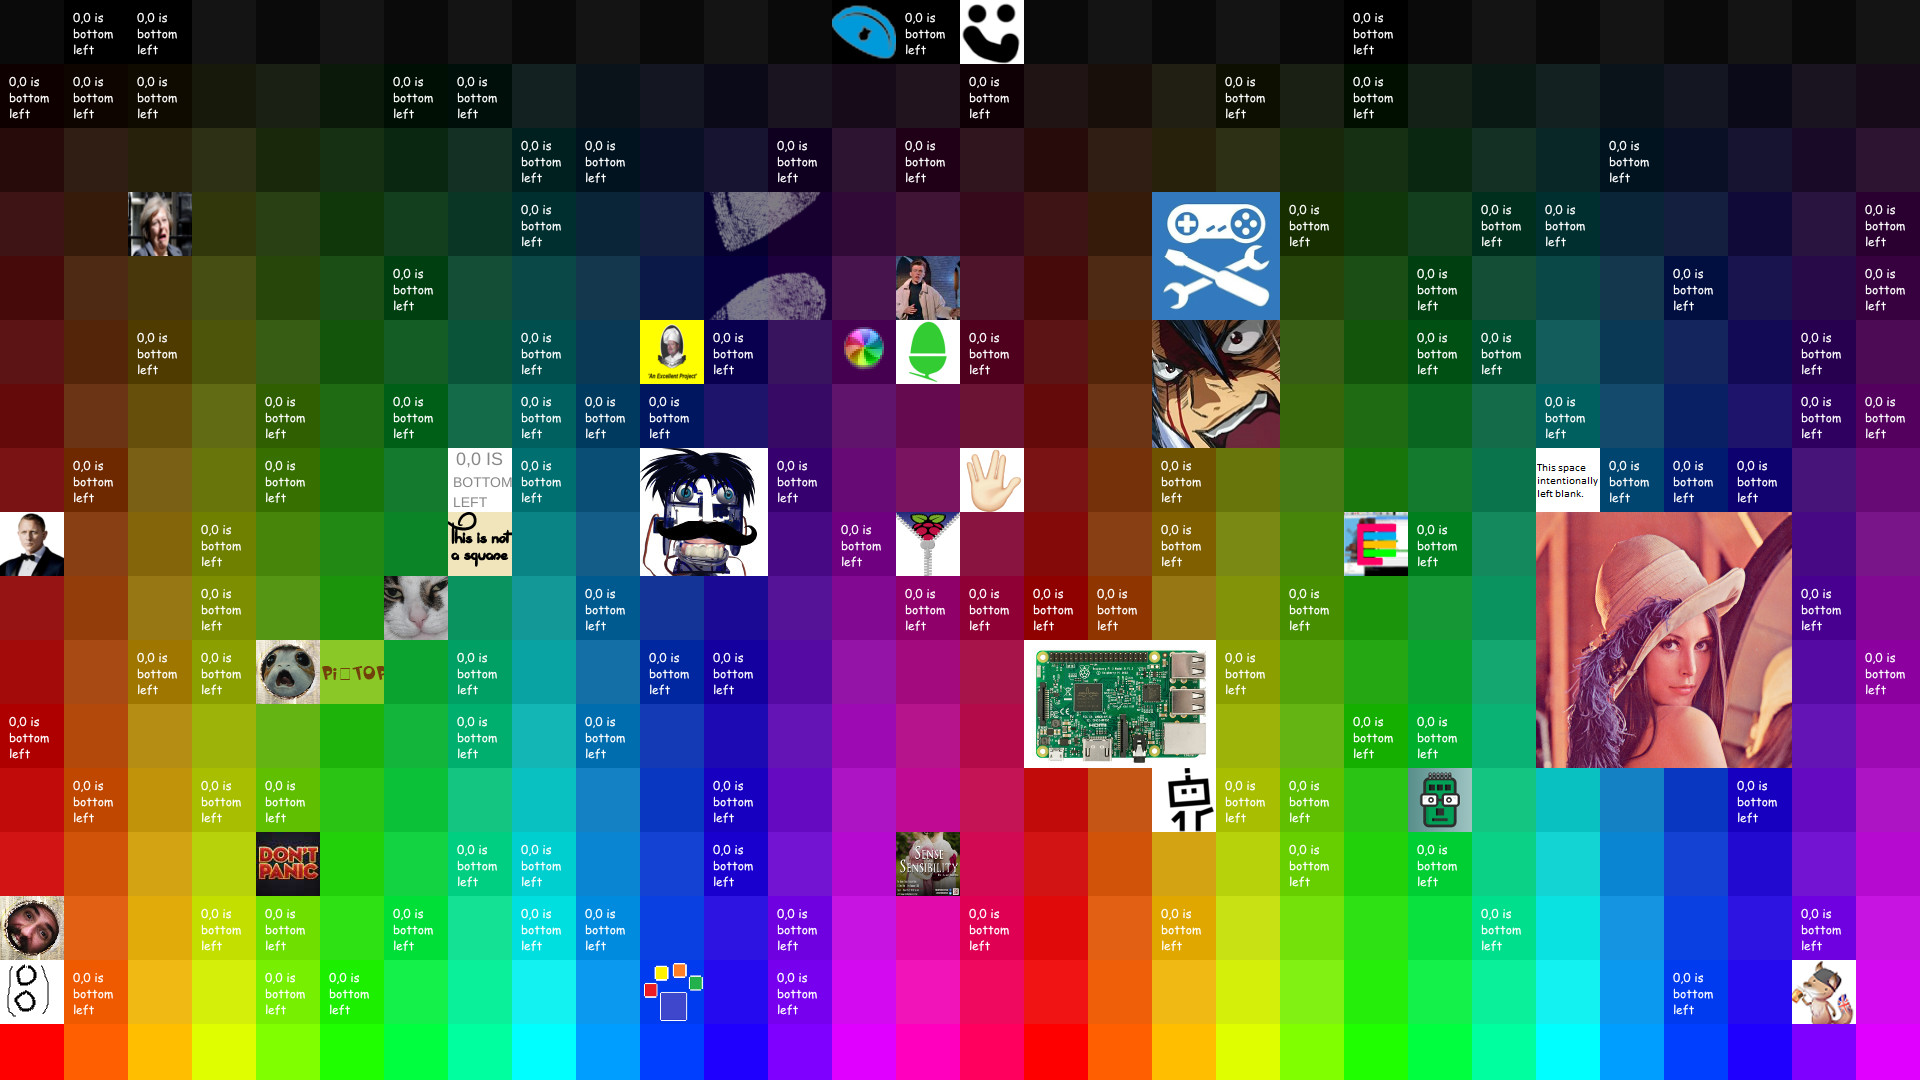 0,0 is 0,0 is 0,0 is 0,0 is
bottom bottom bottom bottom
left left left left
0,0 is 0,0 is 0,0 is 0,0 is 0,0 is 0,0 is 0,0 is 0,0 is
bottom bottom bottom bottom bottom bottom bottom bottom
left left left left left left left left
0,0 is 0,0 is 0,0 is 0,0 is 0,0 is
bottom bottom bottom bottom bottom
left left left left left
0,0 is 0,0 is 0,0 is 0,0 is 0,0 is
bottom bottom bottom bottom bottom
left left left left left
0,0 is 0,0 is 0,0 is 0,0 is
bottom bottom bottom bottom
left left left left
0,0 is 0,0 is 0,0 is 0,0 is 0,0 is 0,0 is 0,0 is
bottom bottom bottom bottom bottom bottom bottom
left left left left left left left
"An Excellent Project"
0,0 is 0,0 is 0,0 is 0,0 is 0,0 is 0,0 is 0,0 is 0,0 is
bottom bottom bottom bottom bottom bottom bottom bottom
left left left left left left left left
0,0 is 0,0 is 0,0 IS 0,0 is 0,0 is 0,0 is This space 0,0 is 0,0 is 0,0 is
bottom bottom BOTTOM bottom bottom bottom intentionally bottom bottom bottom
left left LEFT left left left left blank. left left left
0,0 is This is not 0,0 is 0,0 is 0,0 is
bottom a square bottom bottom bottom
left left left left
0,0 is 0,0 is 0,0 is 0,0 is 0,0 is 0,0 is 0,0 is 0,0 is
bottom bottom bottom bottom bottom bottom bottom bottom
left left left left left left left left
0,0 is 0,0 is 0,0 is 0,0 is 0,0 is 0,0 is 0,0 is
bottom bottom Pi□TOP bottom bottom bottom bottom bottom
left left left left left left left
0,0 is 0,0 is 0,0 is 0,0 is 0,0 is
bottom bottom bottom bottom bottom
left left left left left
0,0 is 0,0 is 0,0 is 0,0 is 0,0 is 0,0 is 0,0 is
bottom bottom bottom bottom bottom bottom bottom
left left left left left left left
DON'T 0,0 is 0,0 is 0,0 is SENSE 0,0 is 0,0 is
PANIC bottom bottom bottom SENSIBILITY bottom bottom
left left left left left
0,0 is 0,0 is 0,0 is 0,0 is 0,0 is 0,0 is 0,0 is 0,0 is 0,0 is 0,0 is
bottom bottom bottom bottom bottom bottom bottom bottom bottom bottom
left left left left left left left left left left
0,0 is 0,0 is 0,0 is 0,0 is 0,0 is
bottom bottom bottom bottom bottom
left left left left left